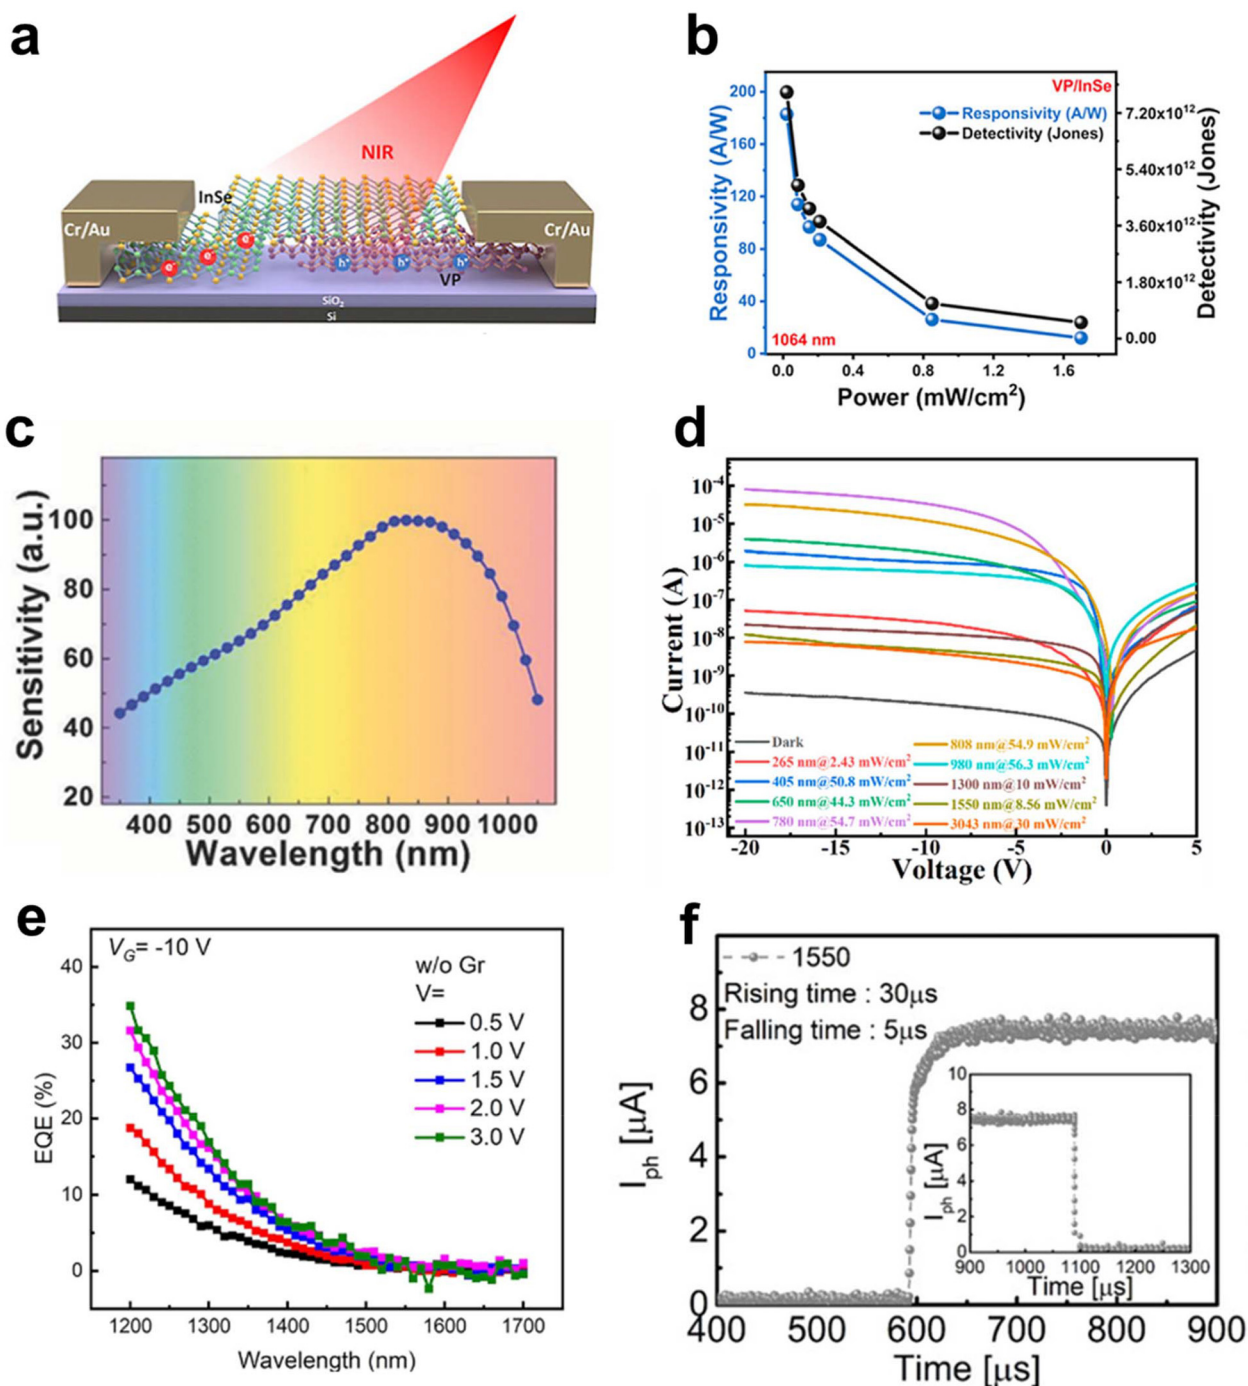 a
NIR
InSe
Cr/Au
Cr/Au
e⁻
e⁻
e⁻
h⁺
h⁺
h⁺
VP
SiO₂
Si
b
VP/InSe
Responsivity (A/W)
Detectivity (Jones)
200
160
120
80
40
0
Responsivity (A/W)
7.20x10¹²
5.40x10¹²
3.60x10¹²
1.80x10¹²
0.00
Detectivity (Jones)
1064 nm
0.0 0.4 0.8 1.2 1.6
Power (mW/cm²)
c
Sensitivity (a.u.)
100
80
60
40
20
400 500 600 700 800 900 1000
Wavelength (nm)
d
Current (A)
10⁻⁴
10⁻⁵
10⁻⁶
10⁻⁷
10⁻⁸
10⁻⁹
10⁻¹⁰
10⁻¹¹
10⁻¹²
10⁻¹³
Dark
265 nm@2.43 mW/cm²
405 nm@50.8 mW/cm²
650 nm@44.3 mW/cm²
780 nm@54.7 mW/cm²
808 nm@54.9 mW/cm²
980 nm@56.3 mW/cm²
1300 nm@10 mW/cm²
1550 nm@8.56 mW/cm²
3043 nm@30 mW/cm²
-20 -15 -10 -5 0 5
Voltage (V)
e
V_G= -10 V
w/o Gr
V=
0.5 V
1.0 V
1.5 V
2.0 V
3.0 V
EQE (%)
40
30
20
10
0
1200 1300 1400 1500 1600 1700
Wavelength (nm)
f
1550
Rising time : 30μs
Falling time : 5μs
I_ph [μA]
8
6
4
2
0
400 500 600 700 800 900
Time [μs]
I_ph [μA]
10
8
6
4
2
0
900 1000 1100 1200 1300
Time [μs]